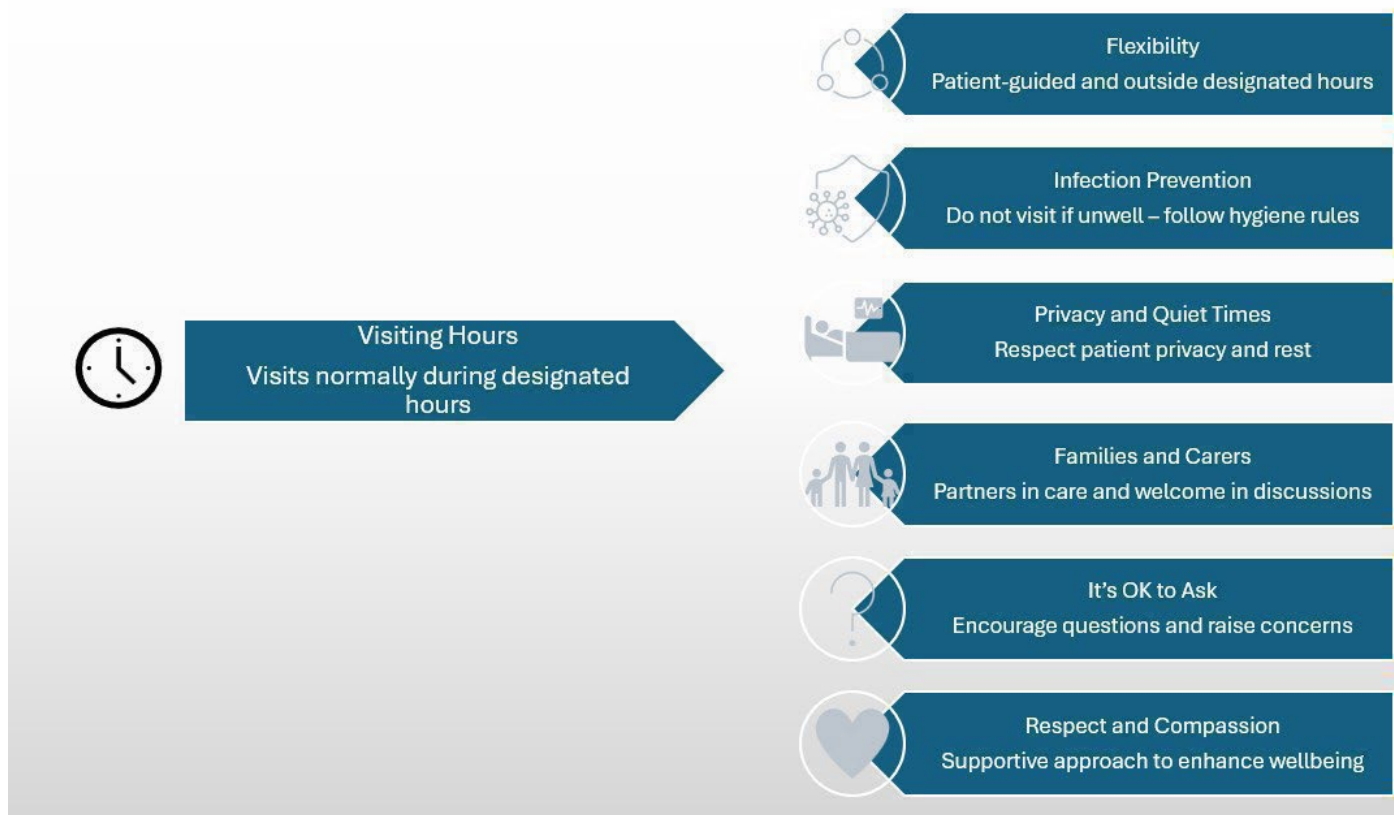 Visiting Hours
Visits normally during designated
hours
Flexibility
Patient-guided and outside designated hours
Infection Prevention
Do not visit if unwell – follow hygiene rules
Privacy and Quiet Times
Respect patient privacy and rest
Families and Carers
Partners in care and welcome in discussions
It’s OK to Ask
Encourage questions and raise concerns
Respect and Compassion
Supportive approach to enhance wellbeing